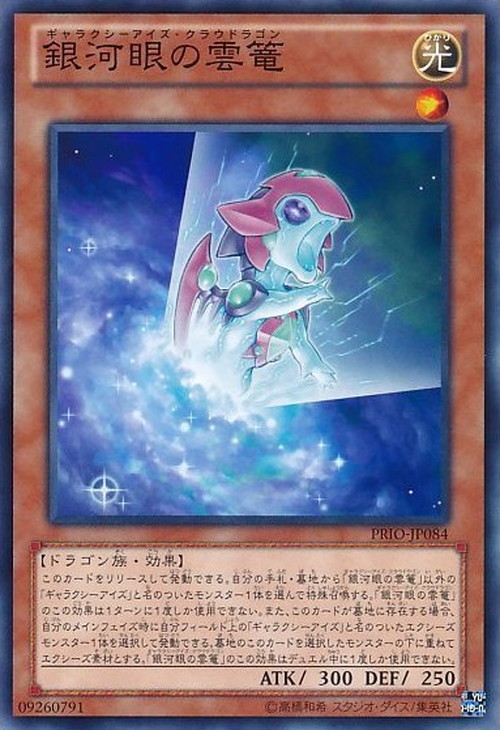 ギャラクシーアイズ・クラウドラゴン
銀河眼の雲篭
ひかり
光
PRIO-JP084
【ドラゴン族・効果】
このカードをリリースして発動できる。自分の手札・墓地から「銀河眼の雲篭」以外の
「ギャラクシーアイズ」と名のついたモンスター1体を選んで特殊召喚する。「銀河眼の雲篭」
のこの効果は1ターンに1度しか使用できない。また、このカードが墓地に存在する場合、
自分のメインフェイズ時に自分フィールド上の「ギャラクシーアイズ」と名のついたエクシーズ
モンスター1体を選択して発動できる。墓地のこのカードを選択したモンスターの下に重ねて
エクシーズ素材とする。「銀河眼の雲篭」のこの効果はデュエル中に1度しか使用できない。
ATK/ 300 DEF/ 250
09260791
©高橋和希 スタジオ・ダイス/集英社